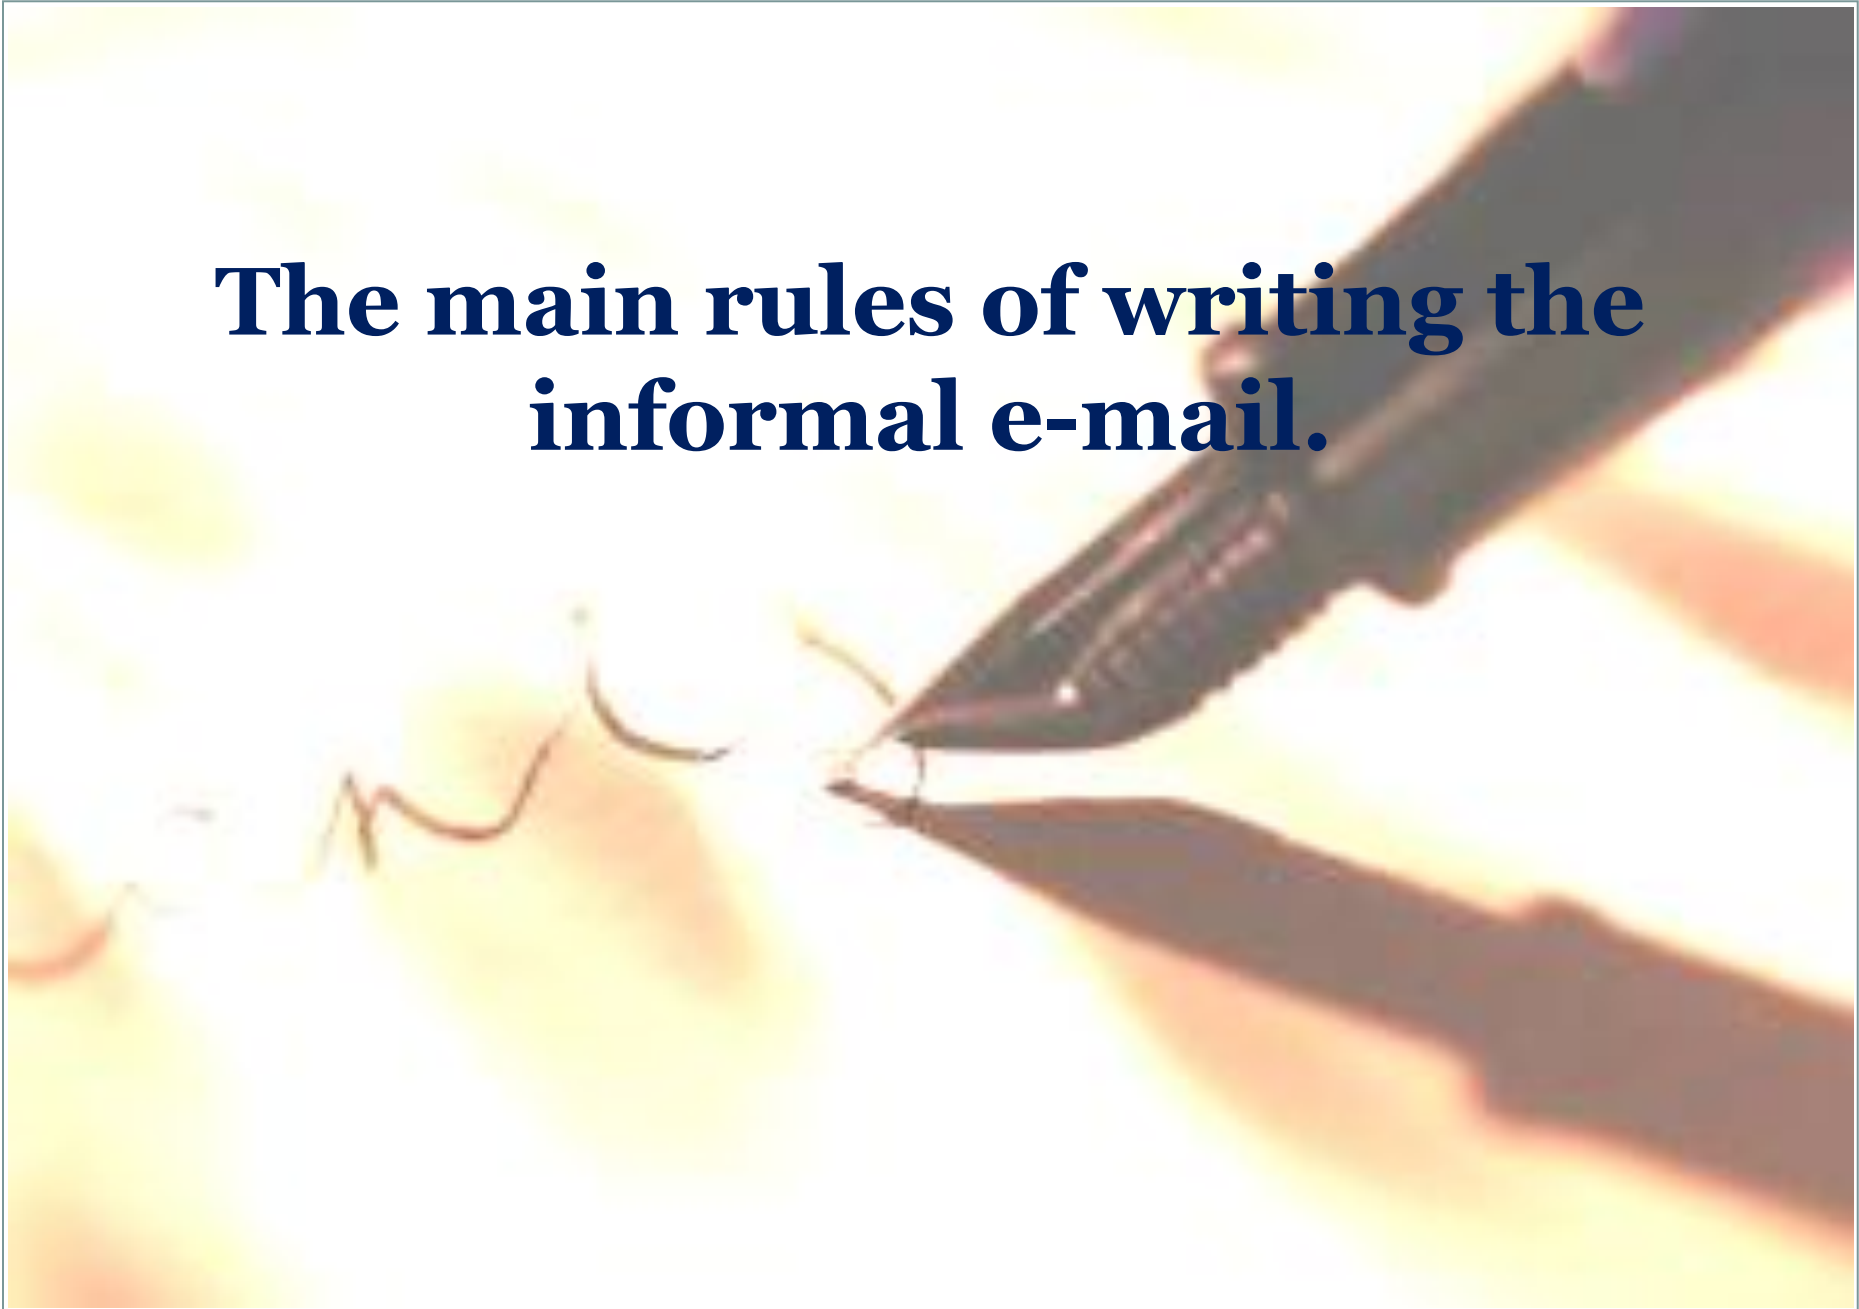 The main rules of writing the
informal e-mail.